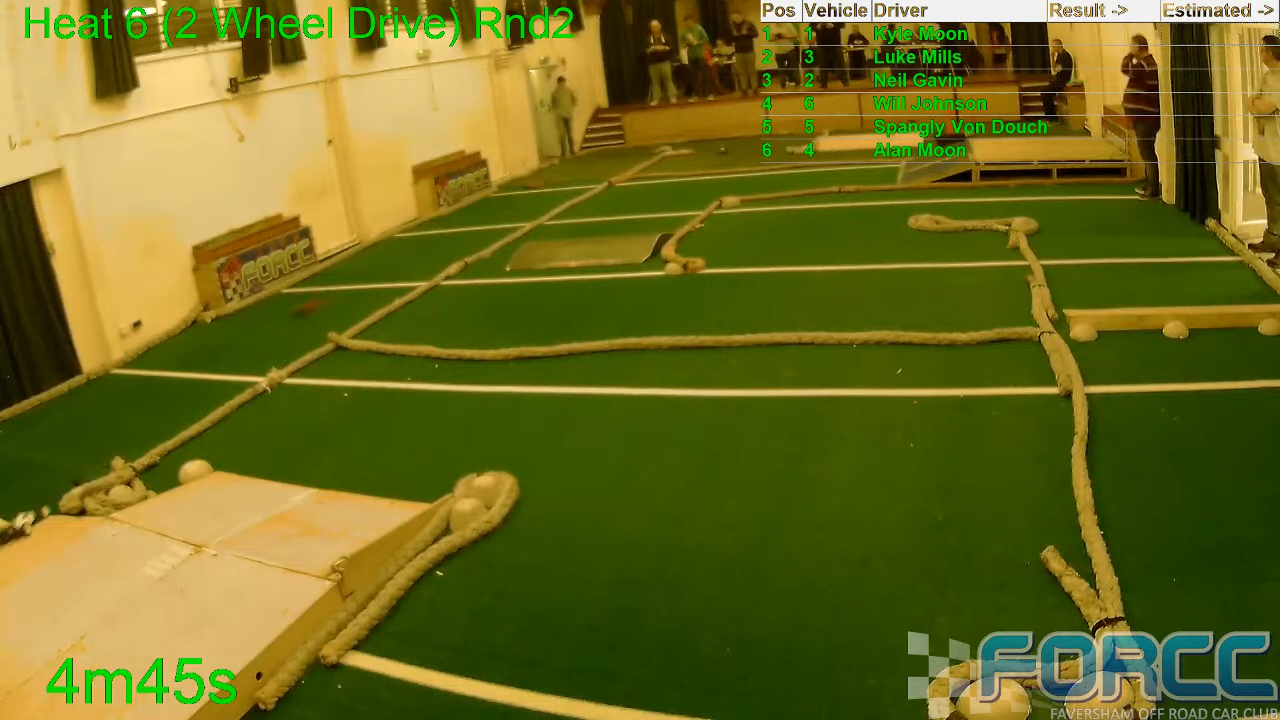 Heat 6 (2 Wheel Drive) Rnd2
Pos Vehicle Driver Result -> Estimated ->
1 1 Kyle Moon
2 3 Luke Mills
3 2 Neil Gavin
4 6 Will Johnson
5 5 Spangly Von Douch
6 4 Alan Moon
FORCC
FORCC
4m45s
FORCC
FAVERSHAM OFF ROAD CAR CLUB